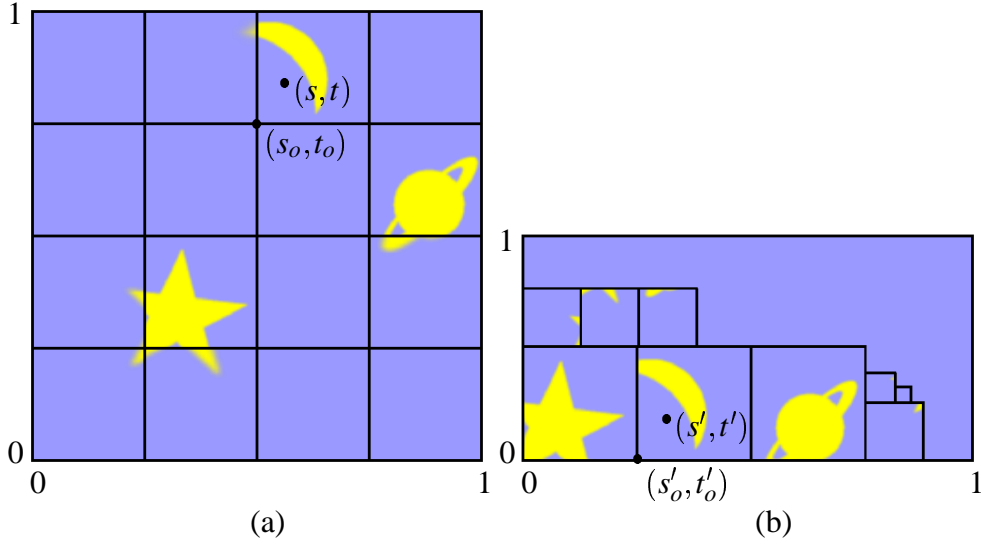 1
(s, t)
(s_o, t_o)
0
0
1
(a)
1
(s′, t′)
0
(s′_o, t′_o)
0
1
(b)